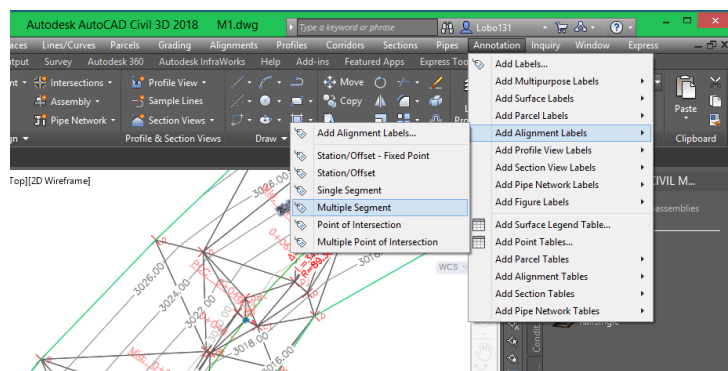 Autodesk AutoCAD Civil 3D 2018 M1.dwg Type a keyword or phrase Lobo131
aces Lines/Curves Parcels Grading Alignments Profiles Corridors Sections Pipes Annotation Inquiry Window Express
tput Survey Autodesk 360 Autodesk InfraWorks Help Add-ins Featured Apps Express Too
nt Intersections Profile View Move
Assembly Sample Lines Copy
Pipe Network Section Views
Profile & Section Views Draw
Paste
Clipboard
Add Labels...
Add Multipurpose Labels
Add Surface Labels
Add Parcel Labels
Add Alignment Labels
Add Profile View Labels
Add Section View Labels
Add Pipe Network Labels
Add Figure Labels
Add Surface Legend Table...
Add Point Tables...
Add Parcel Tables
Add Alignment Tables
Add Section Tables
Add Pipe Network Tables
Add Alignment Labels...
Station/Offset - Fixed Point
Station/Offset
Single Segment
Multiple Segment
Point of Intersection
Multiple Point of Intersection
Top][2D Wireframe]
IVIL M...
assemblies
WCS
Condit
3026.00
3026.00
3024.00
3022.00
3018.00
3016.00